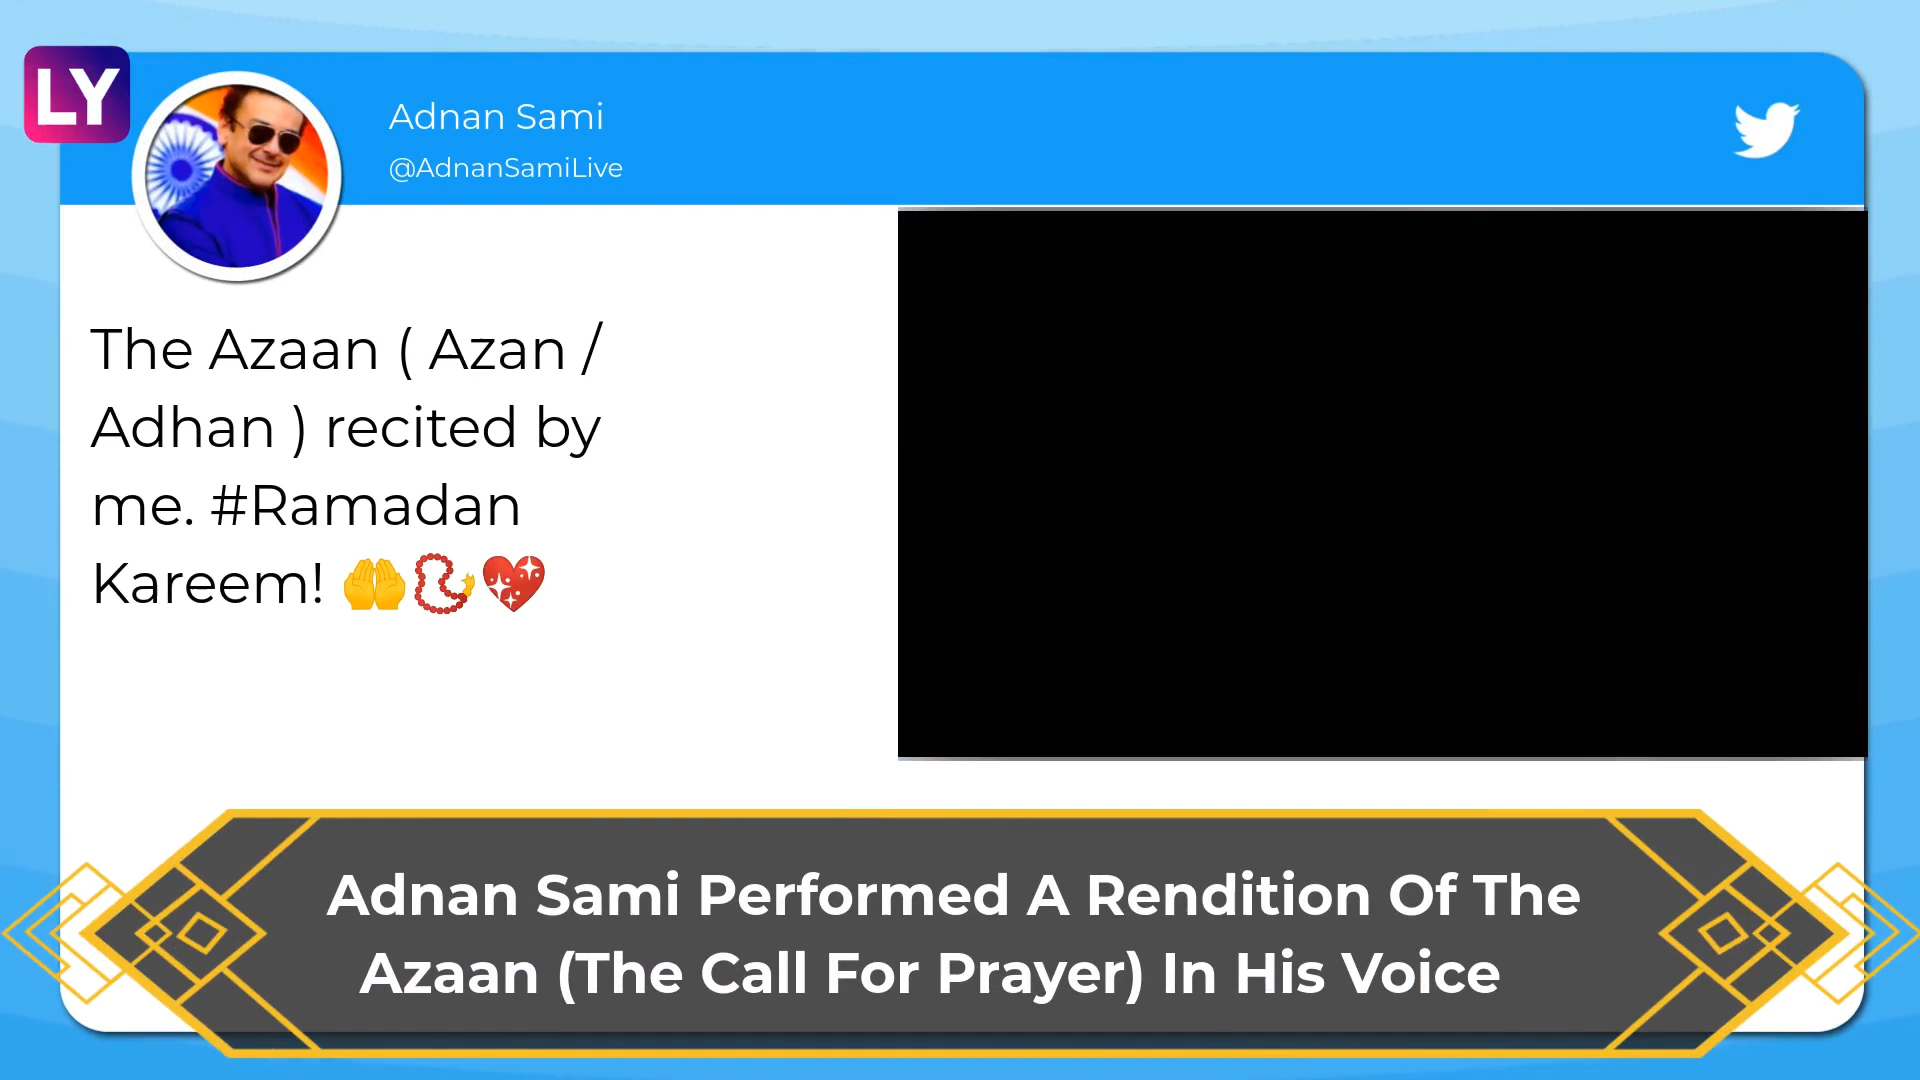 LY
Adnan Sami
@AdnanSamiLive
The Azaan ( Azan /
Adhan ) recited by
me. #Ramadan
Kareem! 🤲📿💖
Adnan Sami Performed A Rendition Of The
Azaan (The Call For Prayer) In His Voice